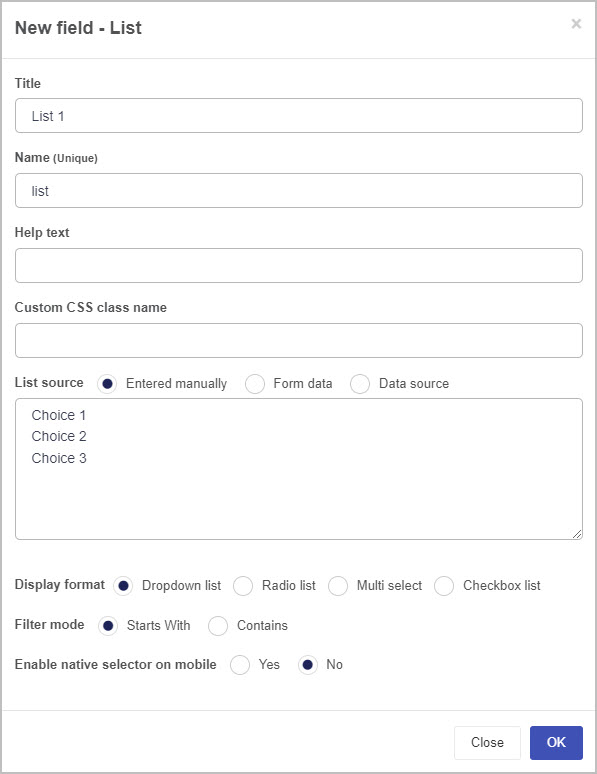 New field - List ×
Title
List 1
Name (Unique)
list
Help text
Custom CSS class name
List source Entered manually Form data Data source
Choice 1
Choice 2
Choice 3
Display format Dropdown list Radio list Multi select Checkbox list
Filter mode Starts With Contains
Enable native selector on mobile Yes No
Close OK